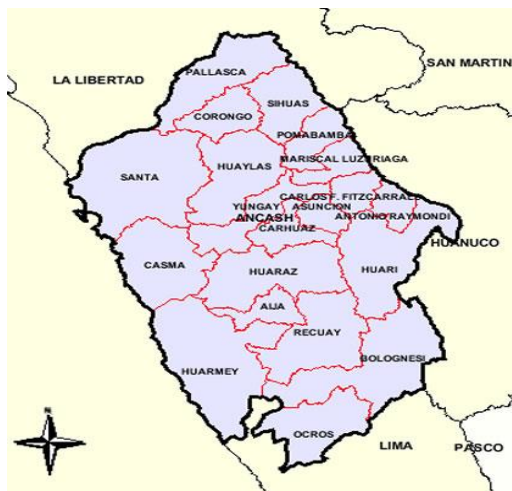 PALLASCA
SAN MARTIN
LA LIBERTAD
SIHUAS
CORONGO
POMABAMBA
MARISCAL LUZURIAGA
HUAYLAS
SANTA
CARLOS F. FITZCARRALD
YUNGAY
ASUNCION
ANCASH
ANTONIO RAYMONDI
CARHUAZ
HUANUCO
CASMA
HUARAZ
HUARI
AIJA
RECUAY
BOLOGNESI
HUARMEY
OCROS
LIMA
PASCO
N